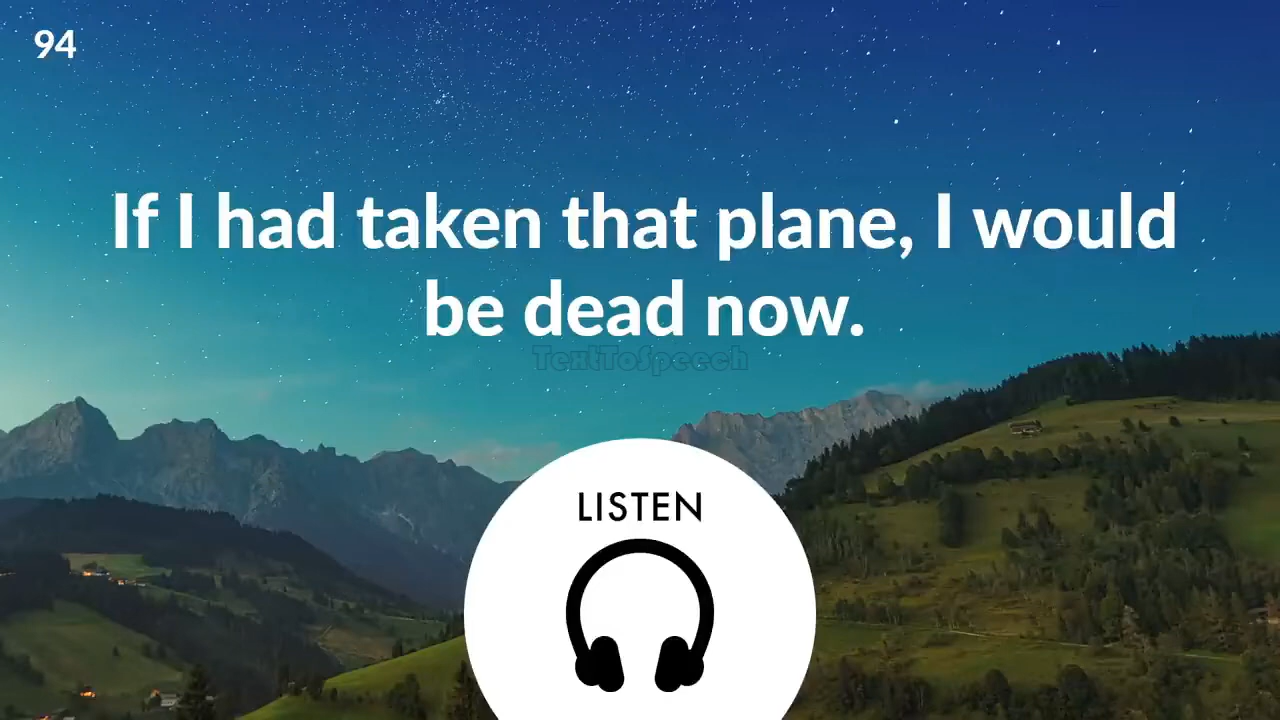 94
If I had taken that plane, I would
be dead now.
TextToSpeech
LISTEN